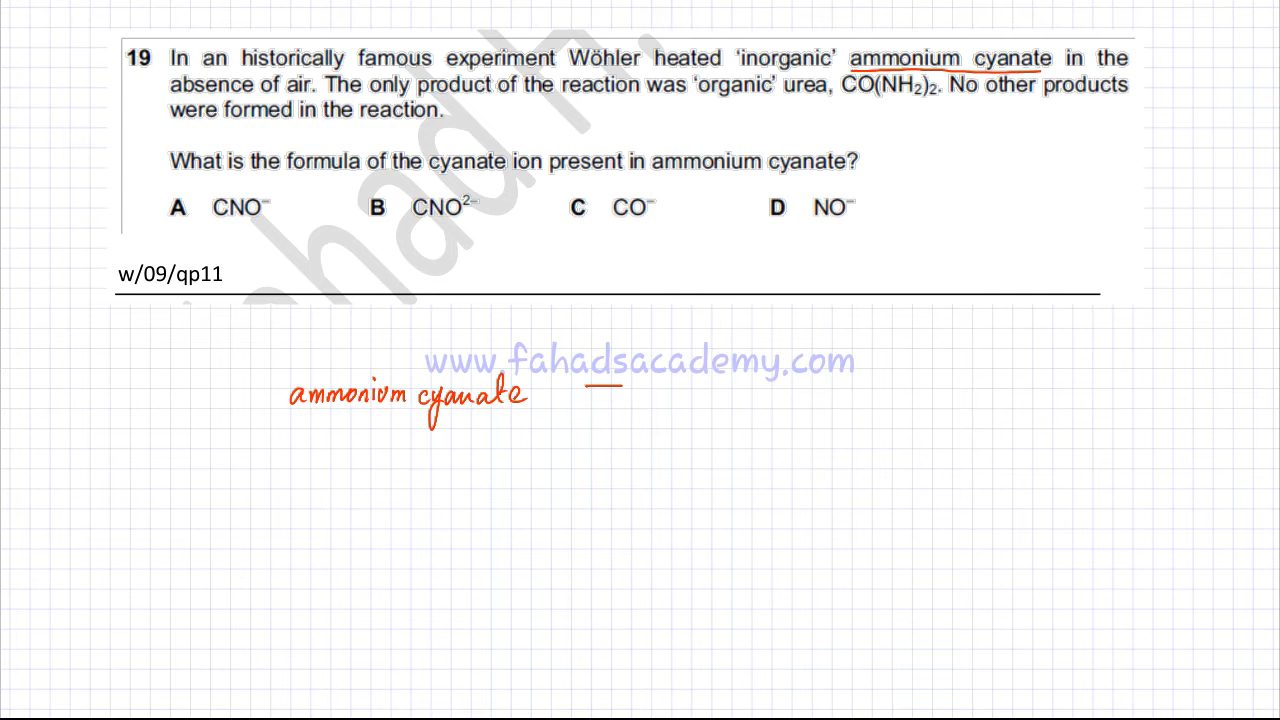 19 In an historically famous experiment Wöhler heated ‘inorganic’ ammonium cyanate in the
absence of air. The only product of the reaction was ‘organic’ urea, CO(NH₂)₂. No other products
were formed in the reaction.
What is the formula of the cyanate ion present in ammonium cyanate?
A CNO⁻ B CNO²⁻ C CO⁻ D NO⁻
w/09/qp11
www.fahadsacademy.com
ammonium cyanate